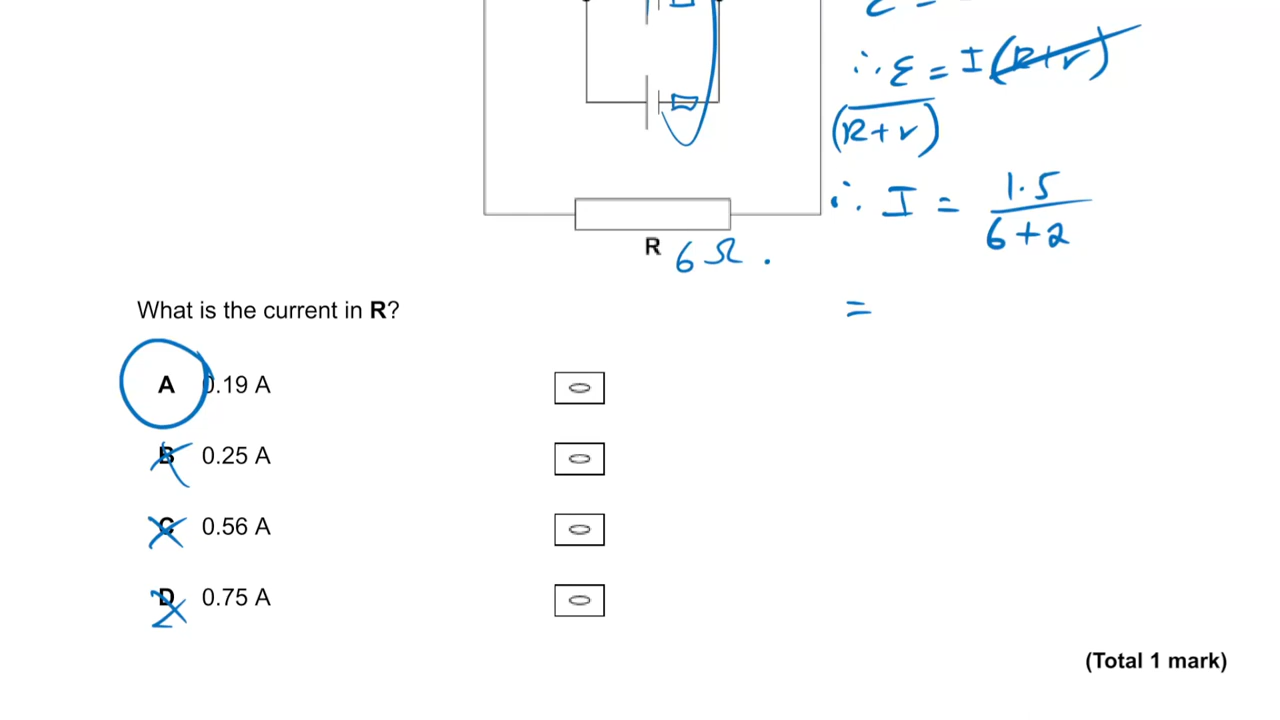 ∴ ε = I(R+r)
(R+r)
∴ I = 1.5 / 6+2
R 6Ω.
What is the current in R?
=
A 0.19 A
B 0.25 A
C 0.56 A
D 0.75 A
(Total 1 mark)